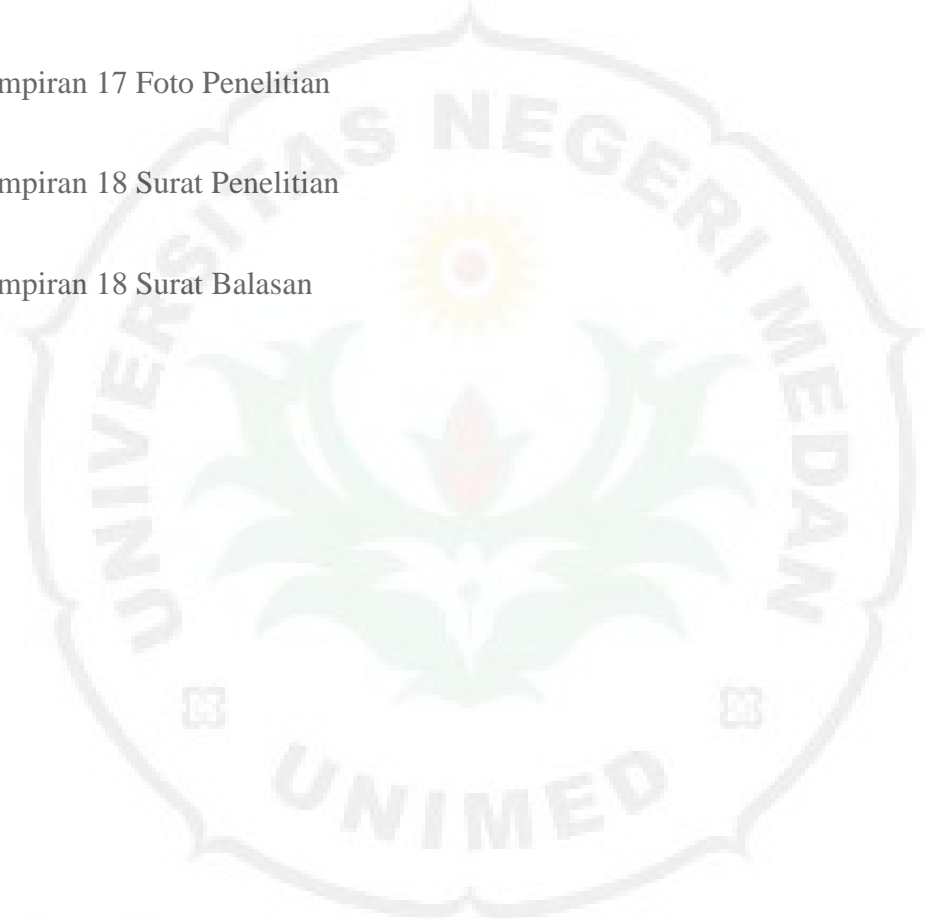 mpiran 17 Foto Penelitian
mpiran 18 Surat Penelitian
mpiran 18 Surat Balasan
UNIVERSITAS NEGERI MEDAN
UNIMED